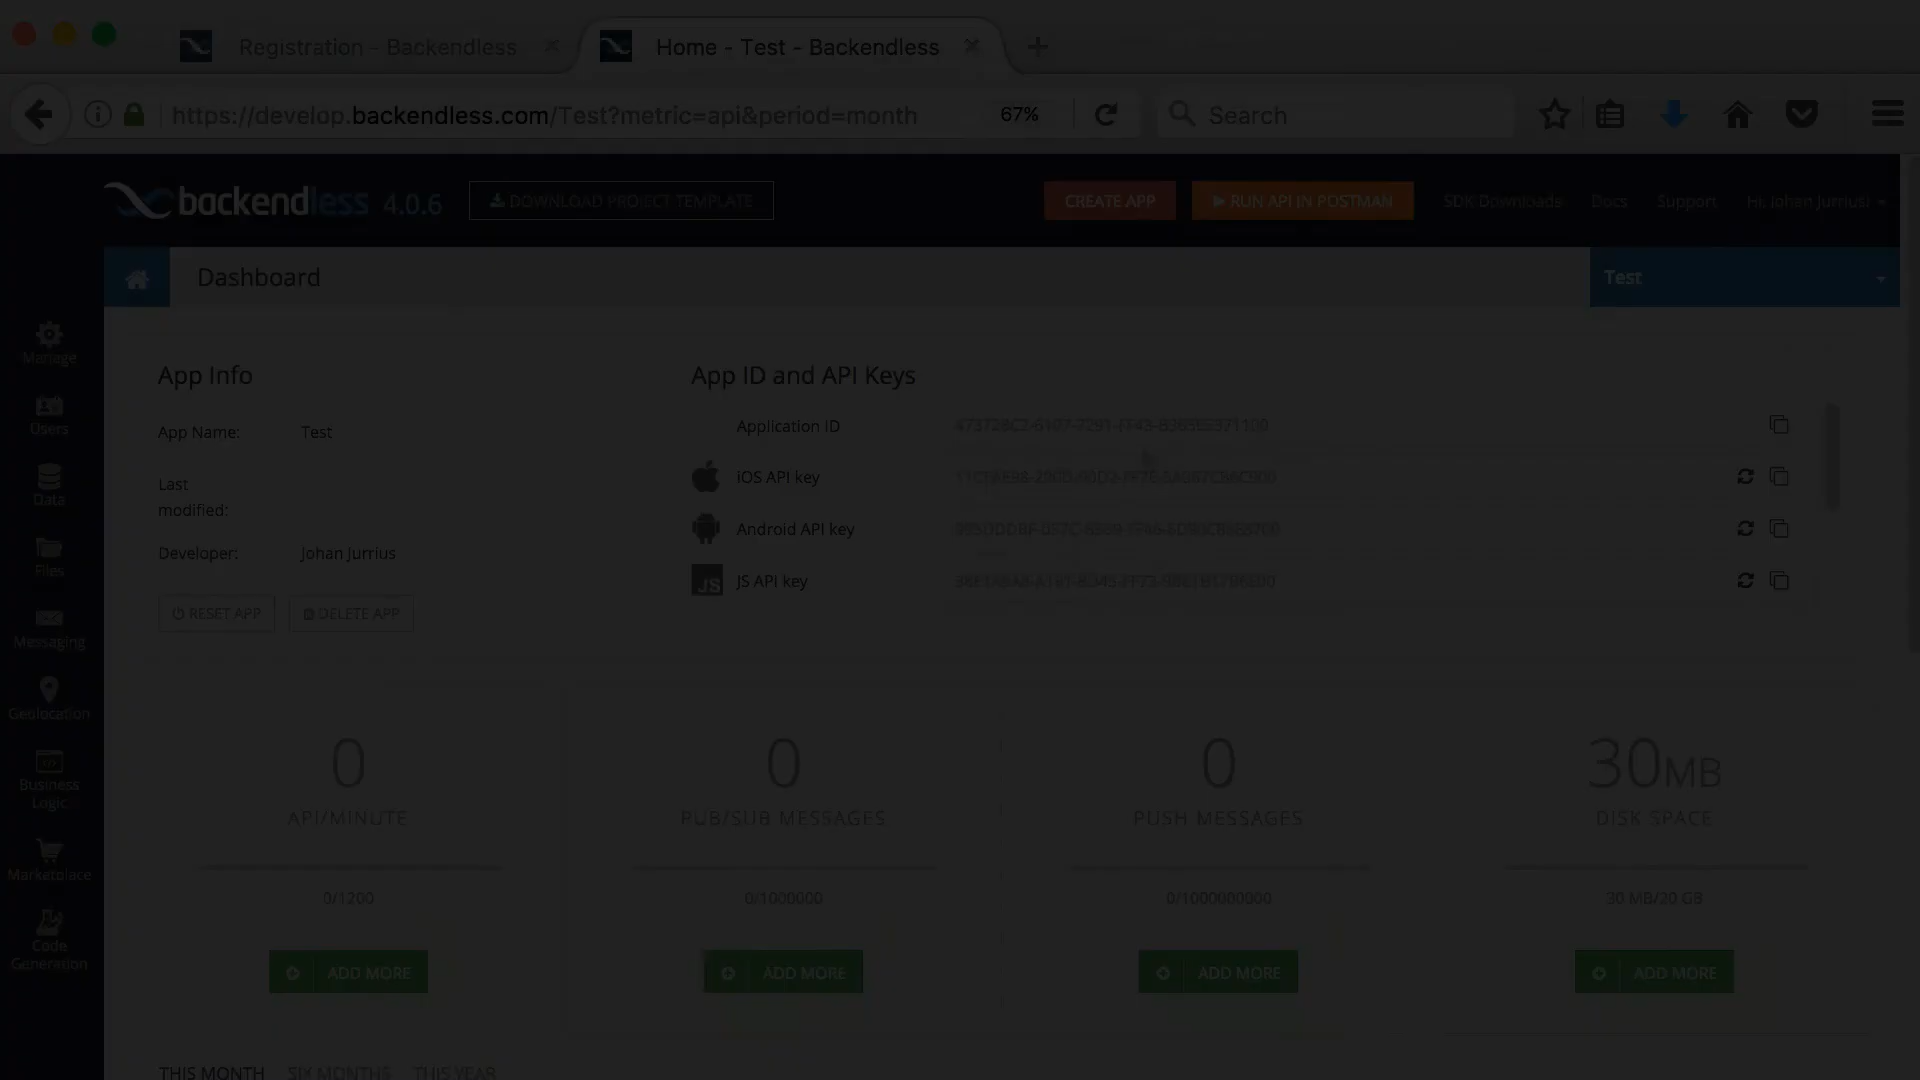 Registration - Backendless
Home - Test - Backendless
https://develop.backendless.com/Test?metric=api&period=month
67%
Search
backendless 4.0.6
DOWNLOAD PROJECT TEMPLATE
CREATE APP
RUN API IN POSTMAN
SDK Downloads
Docs
Support
Hi, Johan Jurrius!
Dashboard
Test
Manage
Users
Data
Files
Messaging
Geolocation
Business
Logic
Marketplace
Code
Generation
App Info
App Name: Test
Last
modified:
Developer: Johan Jurrius
RESET APP
DELETE APP
App ID and API Keys
Application ID
iOS API key
Android API key
JS
JS API key
0
API/MINUTE
0/1200
ADD MORE
0
PUB/SUB MESSAGES
0/1000000
ADD MORE
0
PUSH MESSAGES
0/1000000000
ADD MORE
30MB
DISK SPACE
30 MB/20 GB
ADD MORE
THIS MONTH
SIX MONTHS
THIS YEAR